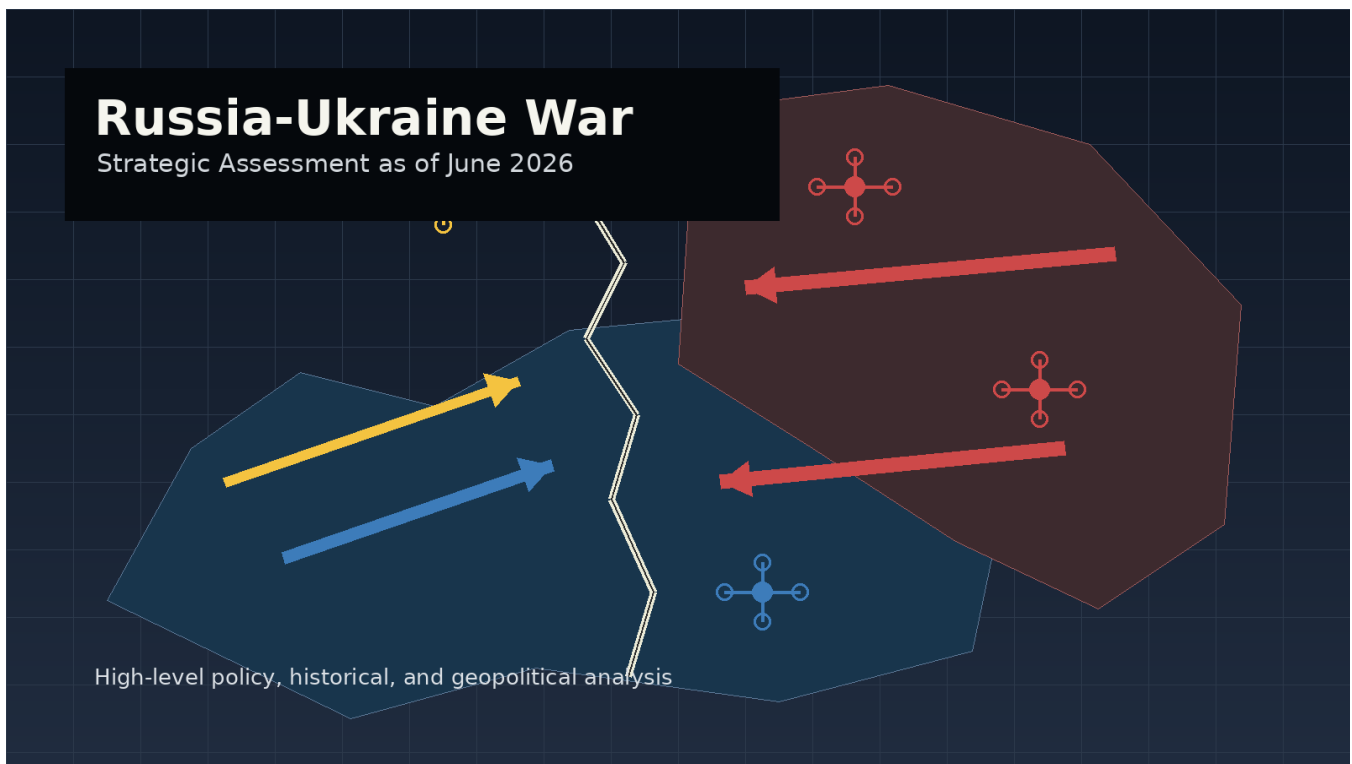 Russia-Ukraine War
Strategic Assessment as of June 2026
High-level policy, historical, and geopolitical analysis